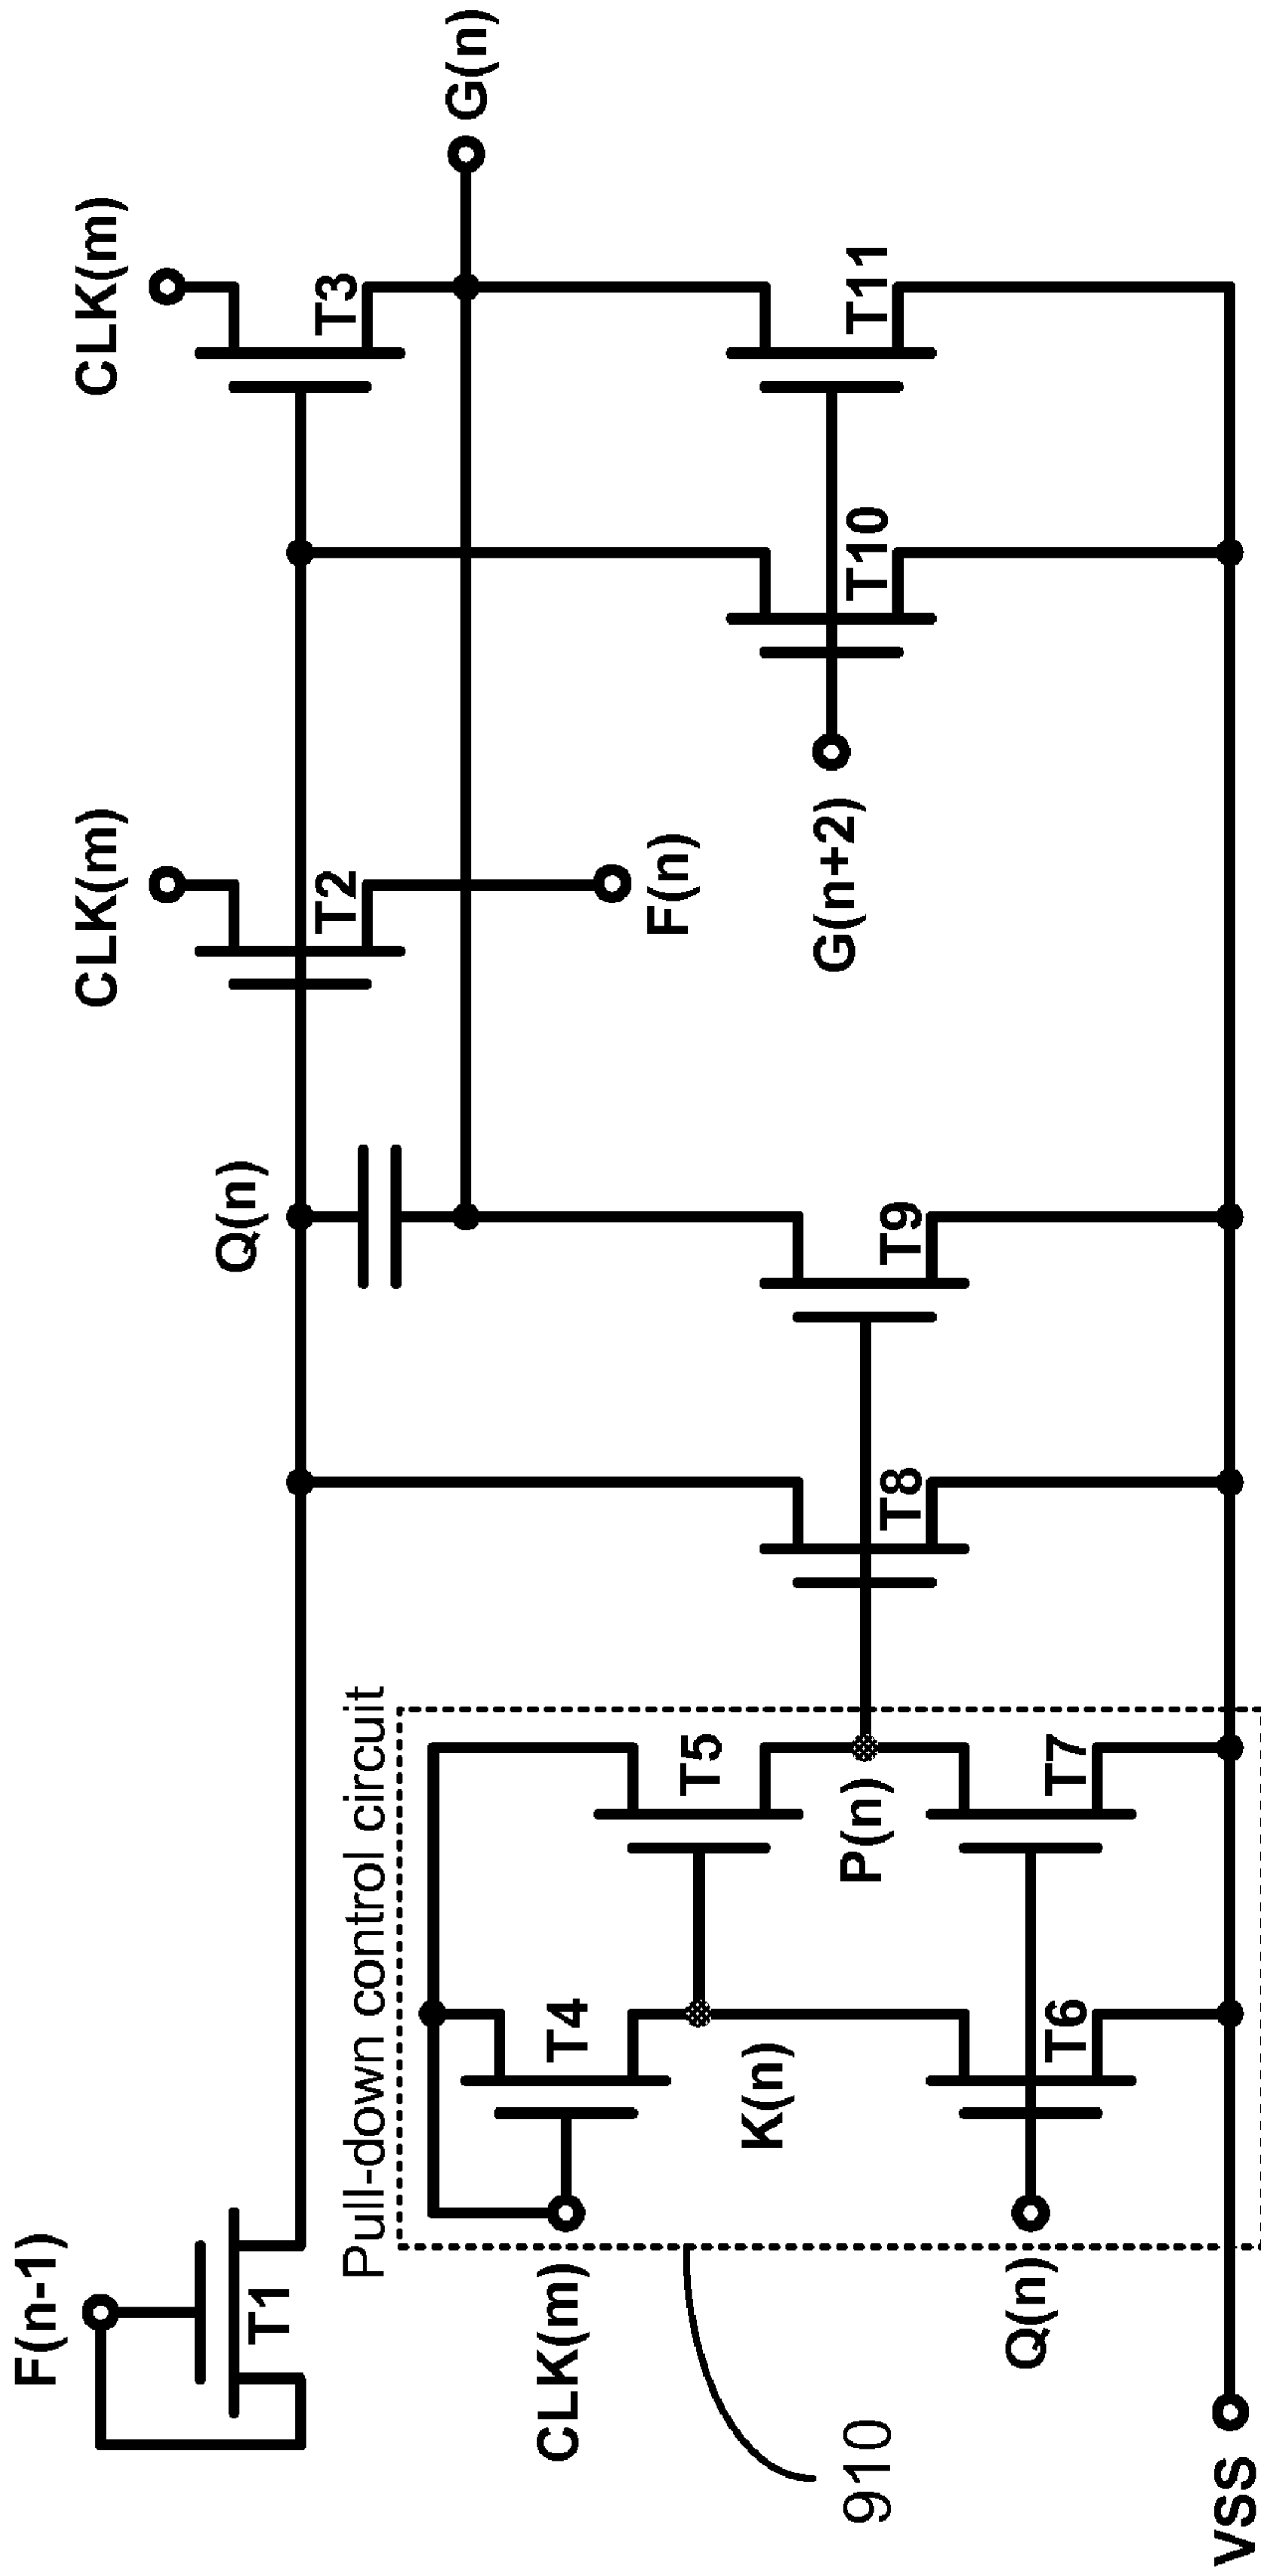 F(n-1)
T1
Q(n)
CLK(m)
T2
CLK(m)
T3
G(n)
F(n)
Pull-down control circuit
CLK(m)
T4
T5
K(n)
P(n)
Q(n)
T6
T7
T8
T9
G(n+2)
T10
T11
910
VSS